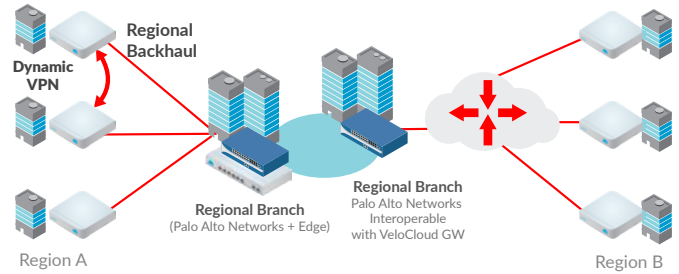 Regional
Backhaul
Dynamic
VPN
Regional Branch
(Palo Alto Networks + Edge)
Regional Branch
Palo Alto Networks
Interoperable
with VeloCloud GW
Region A
Region B